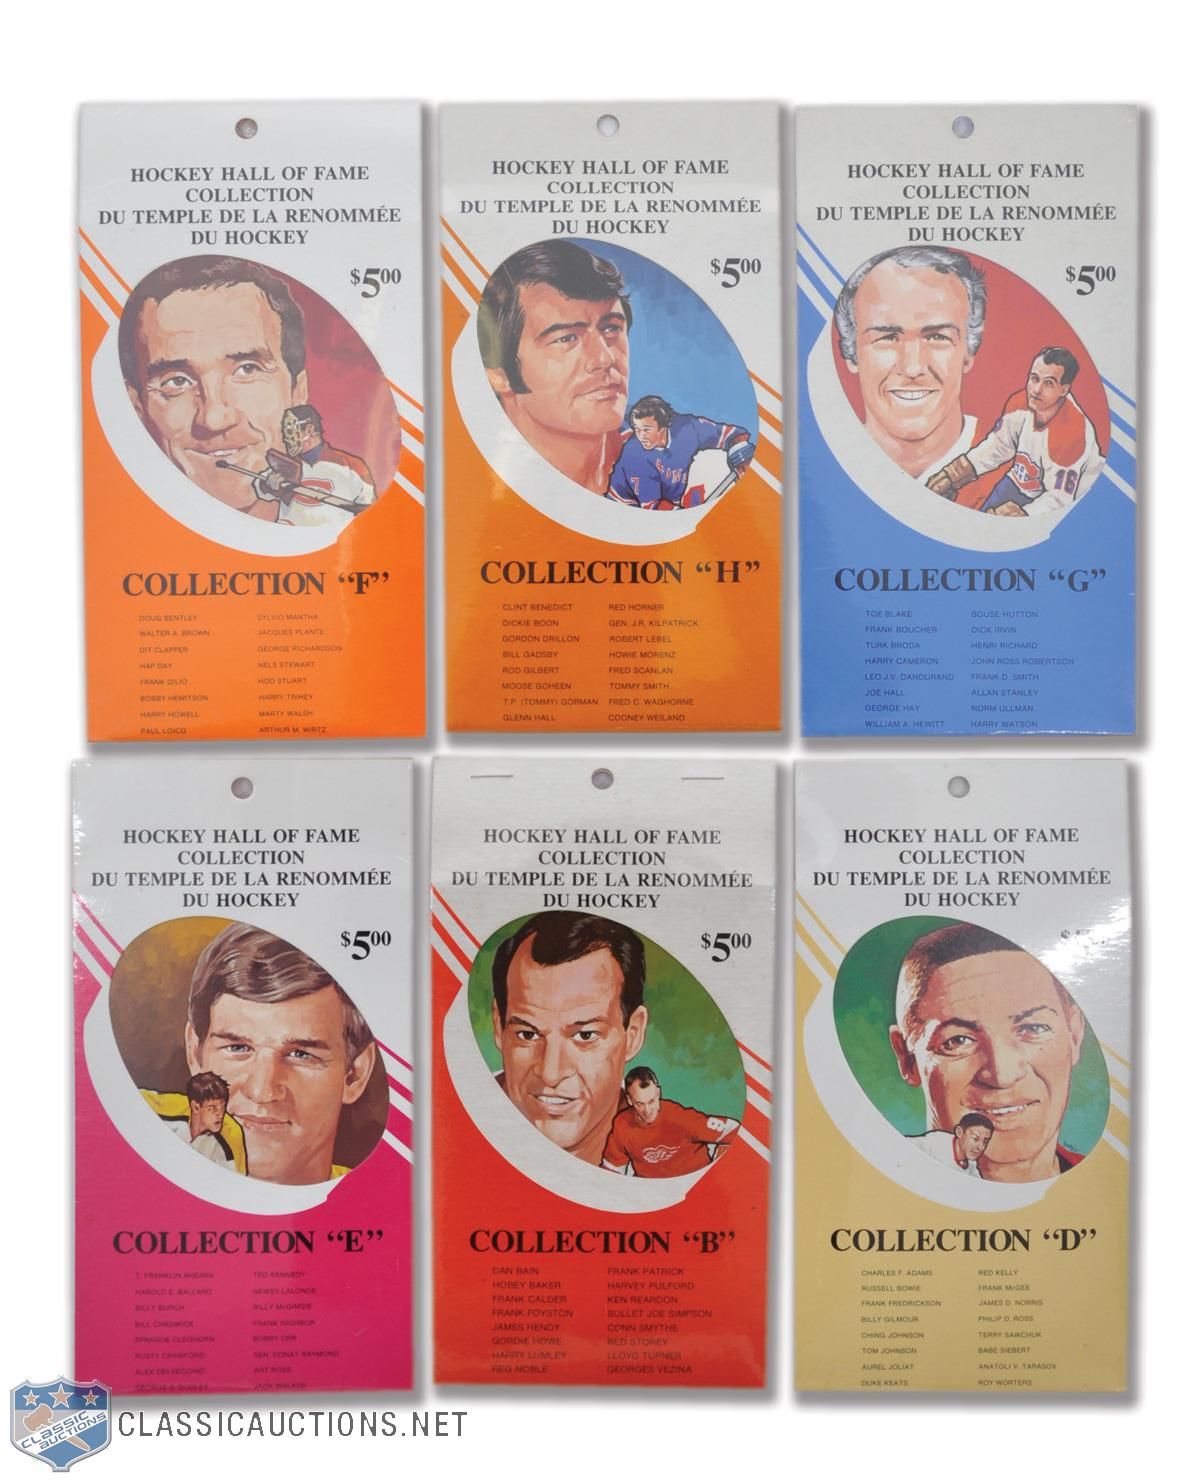 HOCKEY HALL OF FAME
COLLECTION
DU TEMPLE DE LA RENOMMÉE
DU HOCKEY
$5.00
COLLECTION "F"
DOUG BENTLEY SYLVIO MANTHA
WALTER A. BROWN JACQUES PLANTE
DIT CLAPPER GEORGE RICHARDSON
HAP DAY NELS STEWART
FRANK DILIO HOD STUART
BOBBY HEWITSON HARRY TRIHEY
HARRY HOWELL MARTY WALSH
PAUL LOICQ ARTHUR M. WIRTZ
HOCKEY HALL OF FAME
COLLECTION
DU TEMPLE DE LA RENOMMÉE
DU HOCKEY
$5.00
7
COLLECTION "H"
CLINT BENEDICT RED HORNER
DICKIE BOON GEN. J.R. KILPATRICK
GORDON DRILLON ROBERT LEBEL
BILL GADSBY HOWIE MORENZ
ROD GILBERT FRED SCANLAN
MOOSE GOHEEN TOMMY SMITH
T.P. (TOMMY) GORMAN FRED C. WAGHORNE
GLENN HALL COONEY WEILAND
HOCKEY HALL OF FAME
COLLECTION
DU TEMPLE DE LA RENOMMÉE
DU HOCKEY
$5.00
16
COLLECTION "G"
TOE BLAKE BOUSE HUTTON
FRANK BOUCHER DICK IRVIN
TURK BRODA HENRI RICHARD
HARRY CAMERON JOHN ROSS ROBERTSON
LEO J.V. DANDURAND FRANK D. SMITH
JOE HALL ALLAN STANLEY
GEORGE HAY NORM ULLMAN
WILLIAM A. HEWITT HARRY WATSON
HOCKEY HALL OF FAME
COLLECTION
DU TEMPLE DE LA RENOMMÉE
DU HOCKEY
$5.00
COLLECTION "E"
T. FRANKLIN AHEARN TED KENNEDY
HAROLD E. BALLARD NEWSY LALONDE
BILLY BURCH BILLY McGIMSIE
BILL CHADWICK FRANK NIGHBOR
SPRAGUE CLEGHORN BOBBY ORR
RUSTY CRAWFORD SEN. DONAT RAYMOND
ALEX DELVECCHIO ART ROSS
GEORGE S. DUDLEY JACK WALKER
HOCKEY HALL OF FAME
COLLECTION
DU TEMPLE DE LA RENOMMÉE
DU HOCKEY
$5.00
COLLECTION "B"
DAN BAIN FRANK PATRICK
HOBEY BAKER HARVEY PULFORD
FRANK CALDER KEN REARDON
FRANK FOYSTON BULLET JOE SIMPSON
JAMES HENDY CONN SMYTHE
GORDIE HOWE RED STOREY
HARRY LUMLEY LLOYD TURNER
REG NOBLE GEORGES VEZINA
HOCKEY HALL OF FAME
COLLECTION
DU TEMPLE DE LA RENOMMÉE
DU HOCKEY
COLLECTION "D"
CHARLES F. ADAMS RED KELLY
RUSSELL BOWIE FRANK McGEE
FRANK FREDRICKSON JAMES D. NORRIS
BILLY GILMOUR PHILIP D. ROSS
CHING JOHNSON TERRY SAWCHUK
TOM JOHNSON BABE SIEBERT
AUREL JOLIAT ANATOLI V. TARASOV
DUKE KEATS ROY WORTERS
CLASSIC
AUCTIONS
CLASSICAUCTIONS.NET